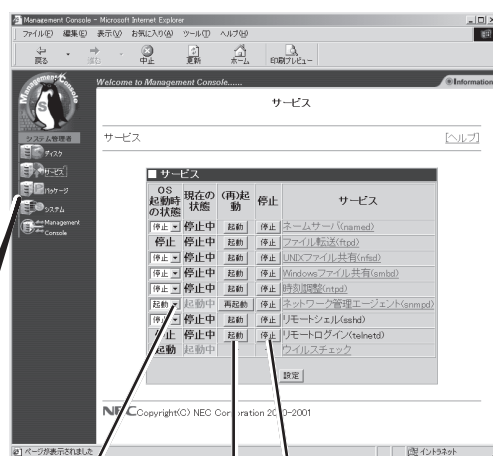 Management Console - Microsoft Internet Explorer
ファイル(F) 編集(E) 表示(V) お気に入り(A) ツール(T) ヘルプ(H)
戻る 進む 中止 更新 ホーム 印刷プレビュー
Management Console
Welcome to Management Console......
Information
システム管理者
ディスク
サービス
パッケージ
システム
Management Console
サービス
サービス [ヘルプ]
■ サービス
OS起動時の状態 現在の状態 (再)起動 停止 サービス
停止 停止中 起動 停止 ネームサーバ(named)
停止 停止中 起動 停止 ファイル転送(ftpd)
停止 停止中 起動 停止 UNIXファイル共有(nfsd)
停止 停止中 起動 停止 Windowsファイル共有(smbd)
停止 停止中 起動 停止 時刻調整(ntpd)
起動 起動中 再起動 停止 ネットワーク管理エージェント(snmpd)
停止 停止中 起動 停止 リモートシェル(sshd)
停止 停止中 起動 停止 リモートログイン(telnetd)
起動 起動中 ウイルスチェック
設定
NEC Copyright(C) NEC Corporation 2000-2001
ページが表示されました イントラネット